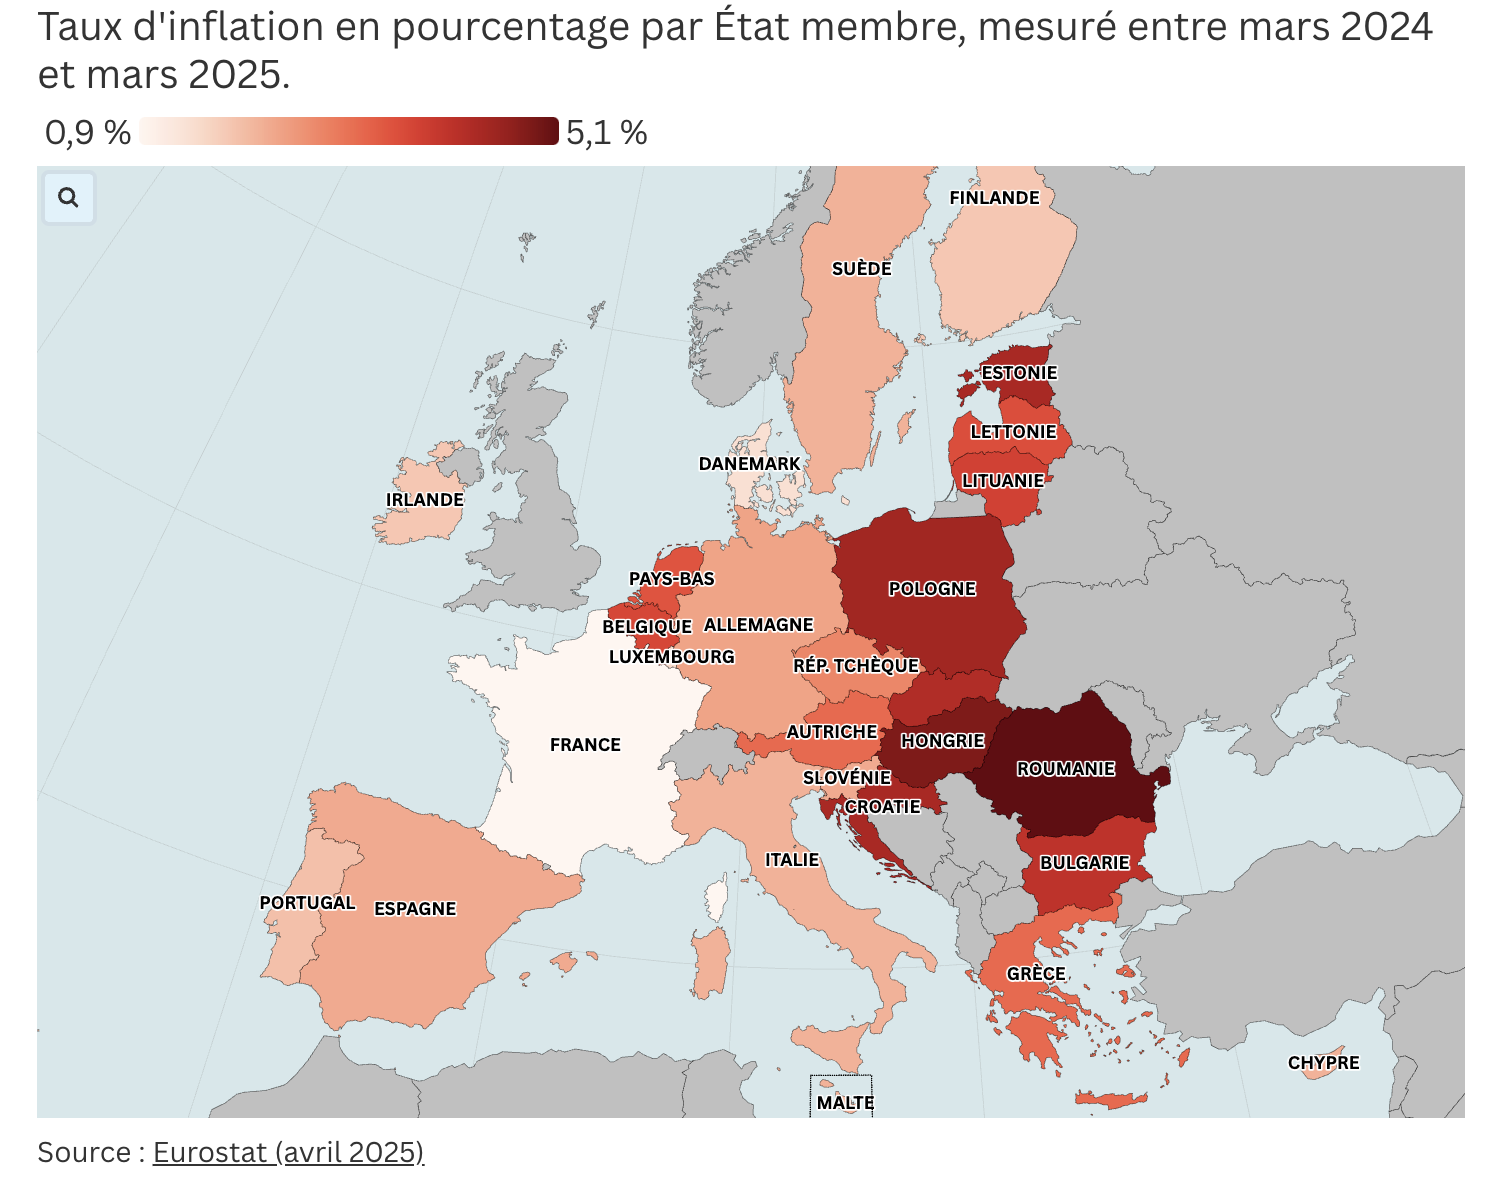 Taux d'inflation en pourcentage par État membre, mesuré entre mars 2024
et mars 2025.
0,9 % 5,1 %
FINLANDE
SUÈDE
ESTONIE
LETTONIE
DANEMARK
LITUANIE
IRLANDE
PAYS-BAS
POLOGNE
BELGIQUE
ALLEMAGNE
LUXEMBOURG
RÉP. TCHÈQUE
AUTRICHE
HONGRIE
FRANCE
ROUMANIE
SLOVÉNIE
CROATIE
ITALIE
BULGARIE
PORTUGAL
ESPAGNE
GRÈCE
CHYPRE
MALTE
Source : Eurostat (avril 2025)